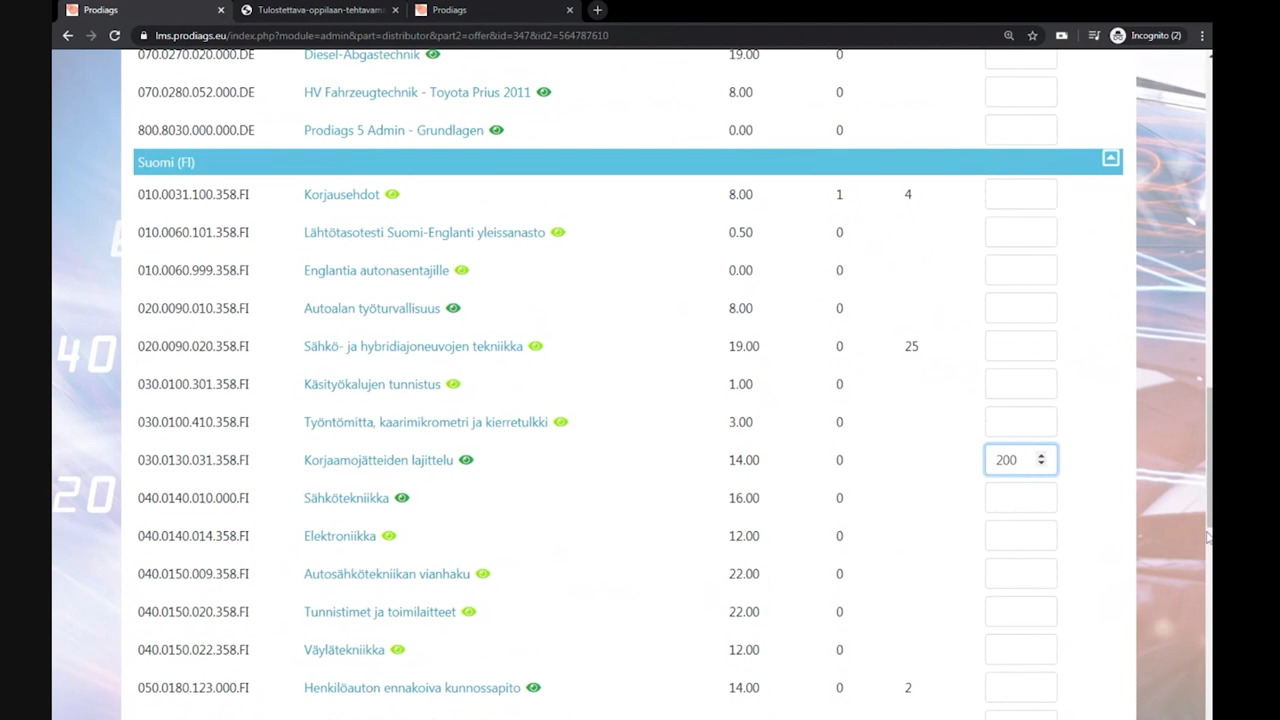 Prodiags
Tulostettava-oppilaan-tehtavama
Prodiags
lms.prodiags.eu/index.php?module=admin&part=distributor&part2=offer&id=347&id2=564787610
Incognito (2)
070.0270.020.000.DE Diesel-Abgastechnik 19.00 0
070.0280.052.000.DE HV Fahrzeugtechnik - Toyota Prius 2011 8.00 0
800.8030.000.000.DE Prodiags 5 Admin - Grundlagen 0.00 0
Suomi (FI)
010.0031.100.358.FI Korjausehdot 8.00 1 4
010.0060.101.358.FI Lähtötasotesti Suomi-Englanti yleissanasto 0.50 0
010.0060.999.358.FI Englantia autonasentajille 0.00 0
020.0090.010.358.FI Autoalan työturvallisuus 8.00 0
020.0090.020.358.FI Sähkö- ja hybridiajoneuvojen tekniikka 19.00 0 25
030.0100.301.358.FI Käsityökalujen tunnistus 1.00 0
030.0100.410.358.FI Työntömitta, kaarimikrometri ja kierretulkki 3.00 0
030.0130.031.358.FI Korjaamojätteiden lajittelu 14.00 0 200
040.0140.010.000.FI Sähkötekniikka 16.00 0
040.0140.014.358.FI Elektroniikka 12.00 0
040.0150.009.358.FI Autosähkötekniikan vianhaku 22.00 0
040.0150.020.358.FI Tunnistimet ja toimilaitteet 22.00 0
040.0150.022.358.FI Väylätekniikka 12.00 0
050.0180.123.000.FI Henkilöauton ennakoiva kunnossapito 14.00 0 2
40
20